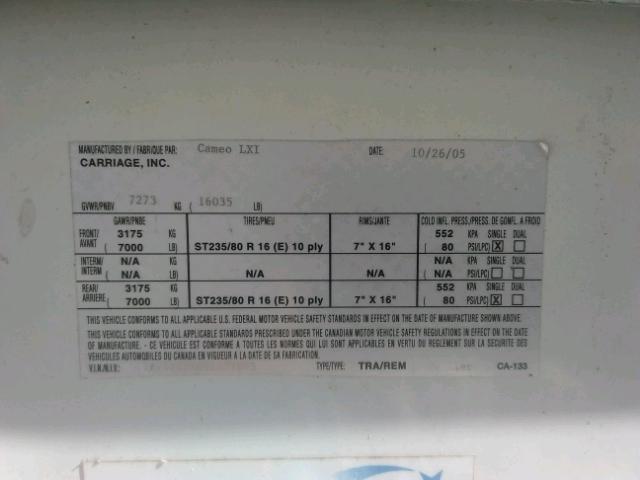 MANUFACTURED BY / FABRIQUE PAR: Cameo LXI DATE: 10/26/05
CARRIAGE, INC.
GVWR/PNBV 7273 KG ( 16035 LB)
GAWR/PNBE TIRES/PNEU RIMS/JANTE COLD INFL. PRESS./PRESS. DE GONFL. A FROID
FRONT/ 3175 KG 552 KPA SINGLE DUAL
AVANT ( 7000 LB) ST235/80 R 16 (E) 10 ply 7" X 16" ( 80 PSI/LPC) X
INTERM/ N/A KG N/A KPA SINGLE DUAL
INTERM ( N/A LB) N/A N/A ( N/A PSI/LPC)
REAR/ 3175 KG 552 KPA SINGLE DUAL
ARRIERE ( 7000 LB) ST235/80 R 16 (E) 10 ply 7" X 16" ( 80 PSI/LPC) X
THIS VEHICLE CONFORMS TO ALL APPLICABLE U.S. FEDERAL MOTOR VEHICLE SAFETY STANDARDS IN EFFECT ON THE DATE OF MANUFACTURE SHOWN ABOVE.
THIS VEHICLE CONFORMS TO ALL APPLICABLE STANDARDS PRESCRIBED UNDER THE CANADIAN MOTOR VEHICLE SAFETY REGULATIONS IN EFFECT ON THE DATE
OF MANUFACTURE. - CE VEHICULE EST CONFORME A TOUTES LES NORMES QUI LUI SONT APPLICABLES EN VERTU DU REGLEMENT SUR LA SECURITE DES
VEHICULES AUTOMOBILES DU CANADA EN VIGUEUR A LA DATE DE SA FABRICATION.
V.I.N./N.I.V.: TYPE/TYPE: TRA/REM CA-133